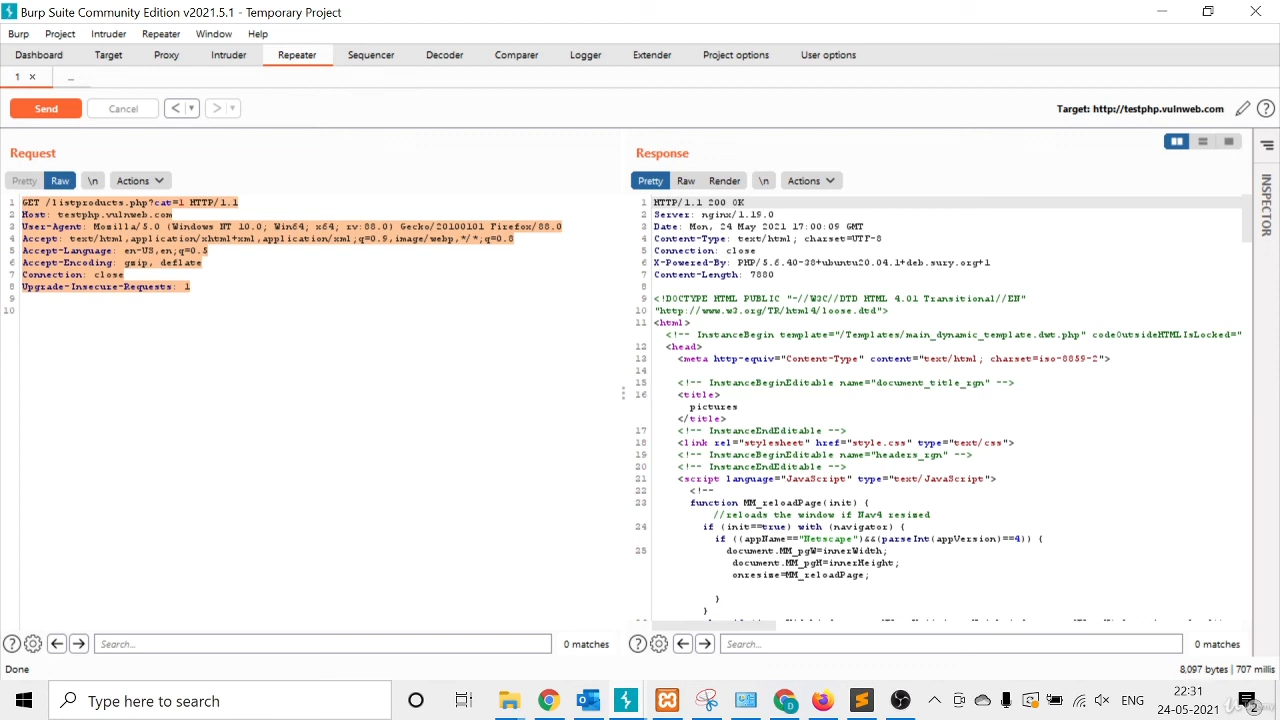 Burp Suite Community Edition v2021.5.1 - Temporary Project
Burp Project Intruder Repeater Window Help
Dashboard Target Proxy Intruder Repeater Sequencer Decoder Comparer Logger Extender Project options User options
1 × ...
Send Cancel < >
Target: http://testphp.vulnweb.com
Request
Pretty Raw \n Actions
1 GET /listproducts.php?cat=1 HTTP/1.1
2 Host: testphp.vulnweb.com
3 User-Agent: Mozilla/5.0 (Windows NT 10.0; Win64; x64; rv:88.0) Gecko/20100101 Firefox/88.0
4 Accept: text/html,application/xhtml+xml,application/xml;q=0.9,image/webp,*/*;q=0.8
5 Accept-Language: en-US,en;q=0.5
6 Accept-Encoding: gzip, deflate
7 Connection: close
8 Upgrade-Insecure-Requests: 1
9
10
Search...
0 matches
Response
Pretty Raw Render \n Actions
1 HTTP/1.1 200 OK
2 Server: nginx/1.19.0
3 Date: Mon, 24 May 2021 17:00:09 GMT
4 Content-Type: text/html; charset=UTF-8
5 Connection: close
6 X-Powered-By: PHP/5.6.40-38+ubuntu20.04.1+deb.sury.org+1
7 Content-Length: 7880
8
9 <!DOCTYPE HTML PUBLIC "-//W3C//DTD HTML 4.01 Transitional//EN"
10 "http://www.w3.org/TR/html4/loose.dtd">
11 <html>
<!-- InstanceBegin template="/Templates/main_dynamic_template.dwt.php" codeOutsideHTMLIsLocked="
12 <head>
13 <meta http-equiv="Content-Type" content="text/html; charset=iso-8859-2">
14
15 <!-- InstanceBeginEditable name="document_title_rgn" -->
16 <title>
pictures
</title>
17 <!-- InstanceEndEditable -->
18 <link rel="stylesheet" href="style.css" type="text/css">
19 <!-- InstanceBeginEditable name="headers_rgn" -->
20 <!-- InstanceEndEditable -->
21 <script language="JavaScript" type="text/JavaScript">
22 <!--
23 function MM_reloadPage(init) {
//reloads the window if Nav4 resized
24 if (init==true) with (navigator) {
if ((appName=="Netscape")&&(parseInt(appVersion)==4)) {
25 document.MM_pgW=innerWidth;
document.MM_pgH=innerHeight;
onresize=MM_reloadPage;
}
}
Search...
0 matches
INSPECTOR
Done
8,097 bytes | 707 millis
Type here to search
ENG
22:31
24-05-2021